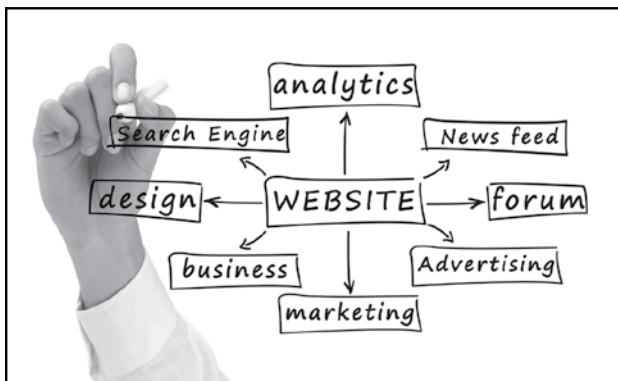 analytics
Search Engine
News feed
design
WEBSITE
forum
business
Advertising
marketing